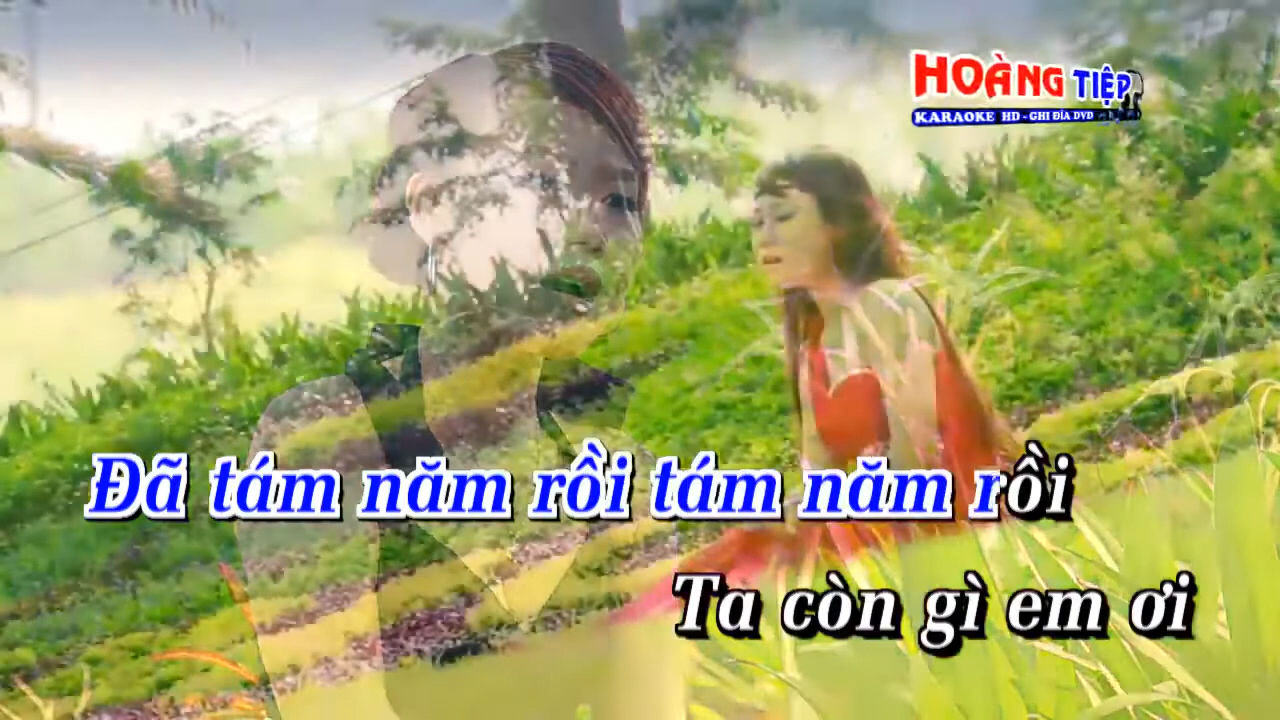 HOÀNG TIỆP
KARAOKE HD - GHI ĐĨA DVD
Đã tám năm rồi tám năm rồi
Ta còn gì em ơi